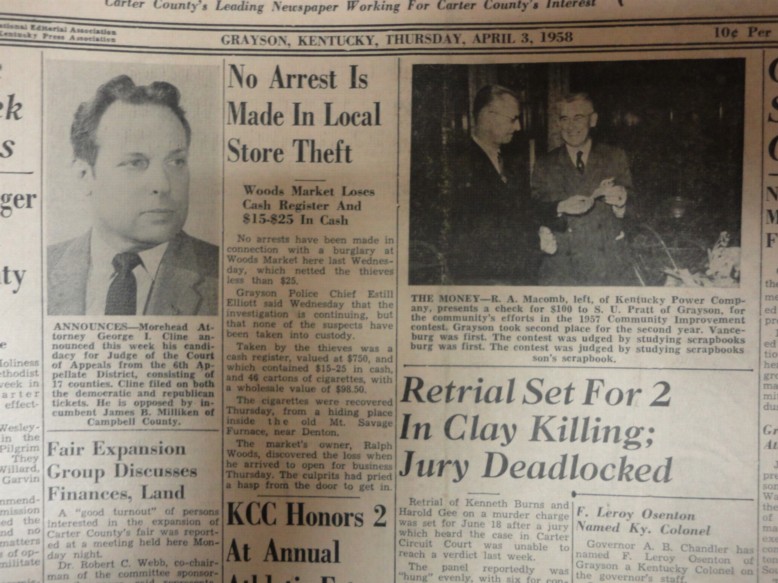 Carter County's Leading Newspaper Working For Carter County's Interest
National Editorial Association
Kentucky Press Association
GRAYSON, KENTUCKY, THURSDAY, APRIL 3, 1958
10¢ Per
ANNOUNCES—Morehead At-
torney George I. Cline an-
nounced this week his candi-
dacy for Judge of the Court
of Appeals from the 6th Ap-
pellate District, consisting of
17 counties. Cline filed on both
the democratic and republican
tickets. He is opposed by in-
cumbent James B. Milliken of
Campbell County.
Fair Expansion
Group Discusses
Finances, Land
A "good turnout" of persons
interested in the expansion of
Carter County's fair was report-
ed at a meeting held here Mon-
day night.
Dr. Robert C. Webb, co-chair-
man of the committee sponsor-
No Arrest Is
Made In Local
Store Theft
Woods Market Loses
Cash Register And
$15-$25 In Cash
No arrests have been made in
connection with a burglary at
Woods Market here last Wednes-
day, which netted the thieves
less than $25.
Grayson Police Chief Estill
Elliott said Wednesday that the
investigation is continuing, but
that none of the suspects have
been taken into custody.
Taken by the thieves was a
cash register, valued at $750, and
which contained $15-25 in cash,
and 46 cartons of cigarettes, with
a wholesale value of $98.50.
The cigarettes were recovered
Thursday, from a hiding place
inside the old Mt. Savage
Furnace, near Denton.
The market's owner, Ralph
Woods, discovered the loss when
he arrived to open for business
Thursday. The culprits had pried
a hasp from the door to get in.
KCC Honors 2
At Annual
THE MONEY—R. A. Macomb, left, of Kentucky Power Comp-
any, presents a check for $100 to S. U. Pratt of Grayson, for
the community's efforts in the 1957 Community Improvement
contest. Grayson took second place for the second year. Vance-
burg was first. The contest was udged by studying scrapbooks
burg was first. The contest was judged by studying scrapbooks
son's scrapbook.
Retrial Set For 2
In Clay Killing;
Jury Deadlocked
Retrial of Kenneth Burns and
Harold Gee on a murder charge
was set for June 18 after a jury
which heard the case in Carter
Circuit Court was unable to
reach a verdict last week.
The panel reportedly was
"hung" evenly, with six for con-
F. Leroy Osenton
Named Ky. Colonel
Governor A. B. Chandler has
named F. Leroy Osenton of
Grayson a Kentucky Colonel on
the governor's staff.